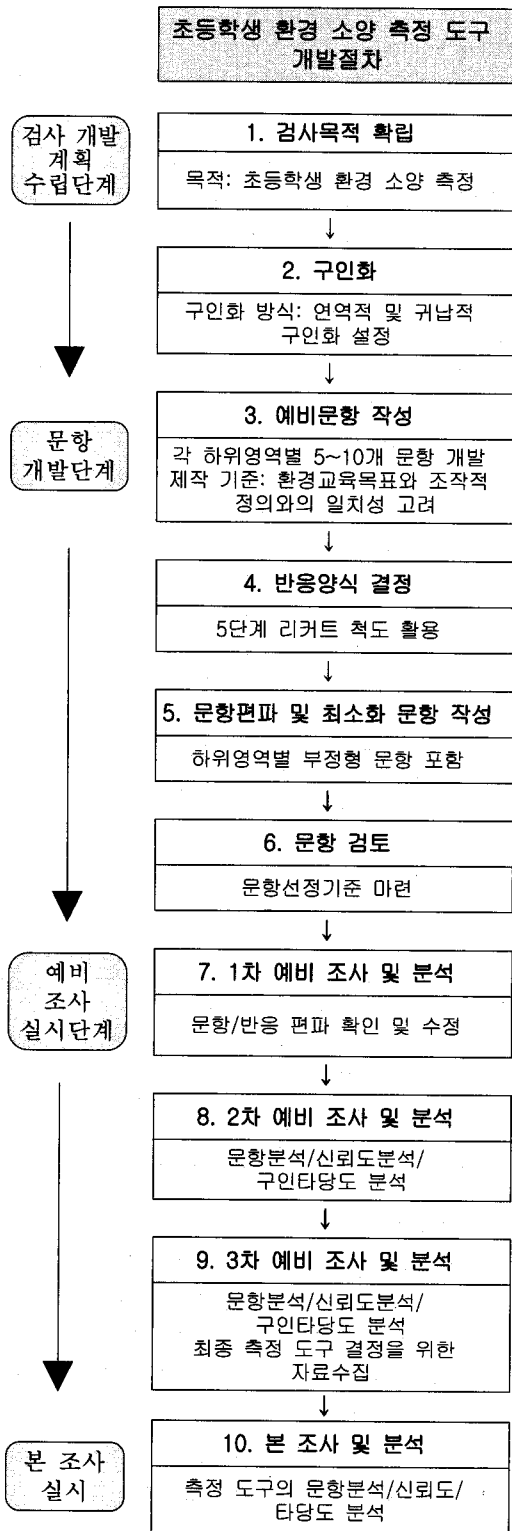 초등학생 환경 소양 측정 도구
개발절차
검사 개발
계획
수립단계
1. 검사목적 확립
목적: 초등학생 환경 소양 측정
↓
2. 구인화
구인화 방식: 연역적 및 귀납적
구인화 설정
↓
문항
개발단계
3. 예비문항 작성
각 하위영역별 5~10개 문항 개발
제작 기준: 환경교육목표와 조작적
정의와의 일치성 고려
↓
4. 반응양식 결정
5단계 리커트 척도 활용
↓
5. 문항편파 및 최소화 문항 작성
하위영역별 부정형 문항 포함
↓
6. 문항 검토
문항선정기준 마련
↓
예비
조사
실시단계
7. 1차 예비 조사 및 분석
문항/반응 편파 확인 및 수정
↓
8. 2차 예비 조사 및 분석
문항분석/신뢰도분석/
구인타당도 분석
↓
9. 3차 예비 조사 및 분석
문항분석/신뢰도분석/
구인타당도 분석
최종 측정 도구 결정을 위한
자료수집
↓
본 조사
실시
10. 본 조사 및 분석
측정 도구의 문항분석/신뢰도/
타당도 분석